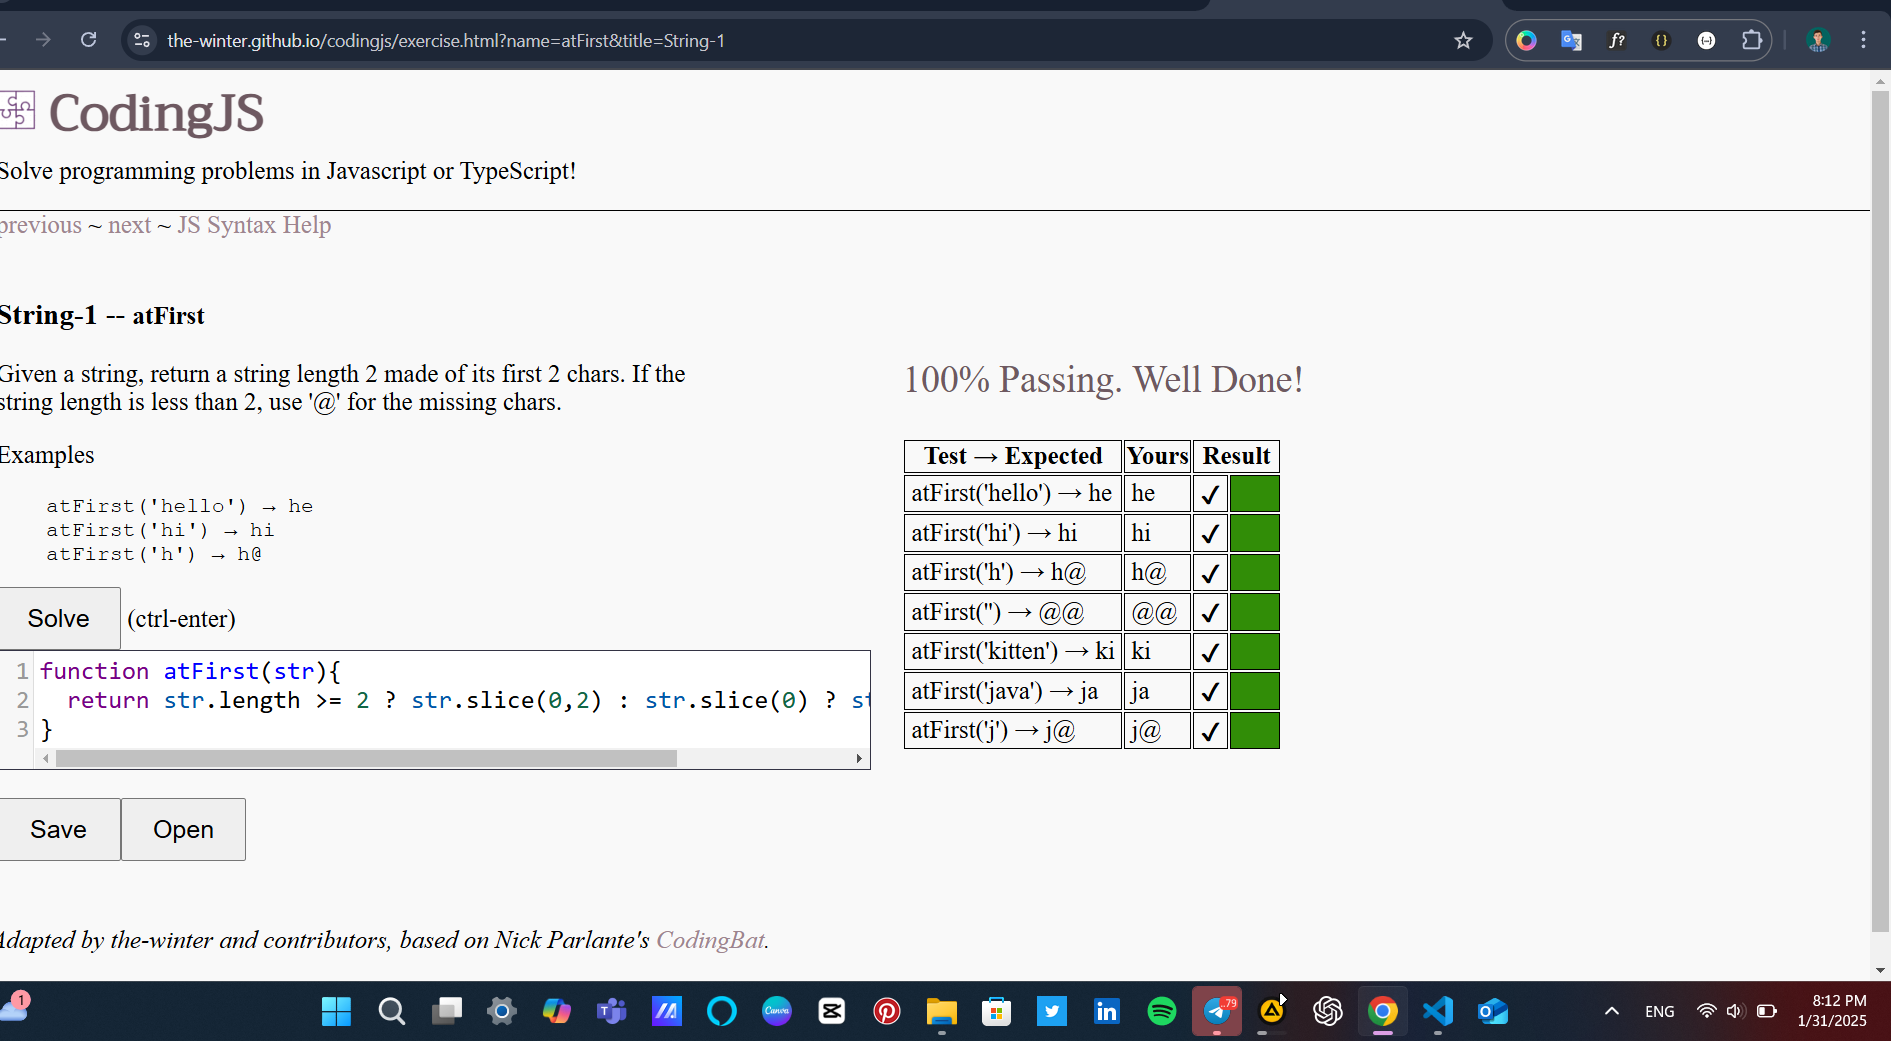 the-winter.github.io/codingjs/exercise.html?name=atFirst&title=String-1
CodingJS
Solve programming problems in Javascript or TypeScript!
previous ~ next ~ JS Syntax Help
String-1 -- atFirst
Given a string, return a string length 2 made of its first 2 chars. If the
string length is less than 2, use '@' for the missing chars.
Examples
atFirst('hello') → he
atFirst('hi') → hi
atFirst('h') → h@
Solve (ctrl-enter)
1 function atFirst(str){
2 return str.length >= 2 ? str.slice(0,2) : str.slice(0) ? st
3 }
Save Open
100% Passing. Well Done!
Test → Expected Yours Result
atFirst('hello') → he he ✓
atFirst('hi') → hi hi ✓
atFirst('h') → h@ h@ ✓
atFirst('') → @@ @@ ✓
atFirst('kitten') → ki ki ✓
atFirst('java') → ja ja ✓
atFirst('j') → j@ j@ ✓
Adapted by the-winter and contributors, based on Nick Parlante's CodingBat.
1
Canva
79
ENG
8:12 PM
1/31/2025